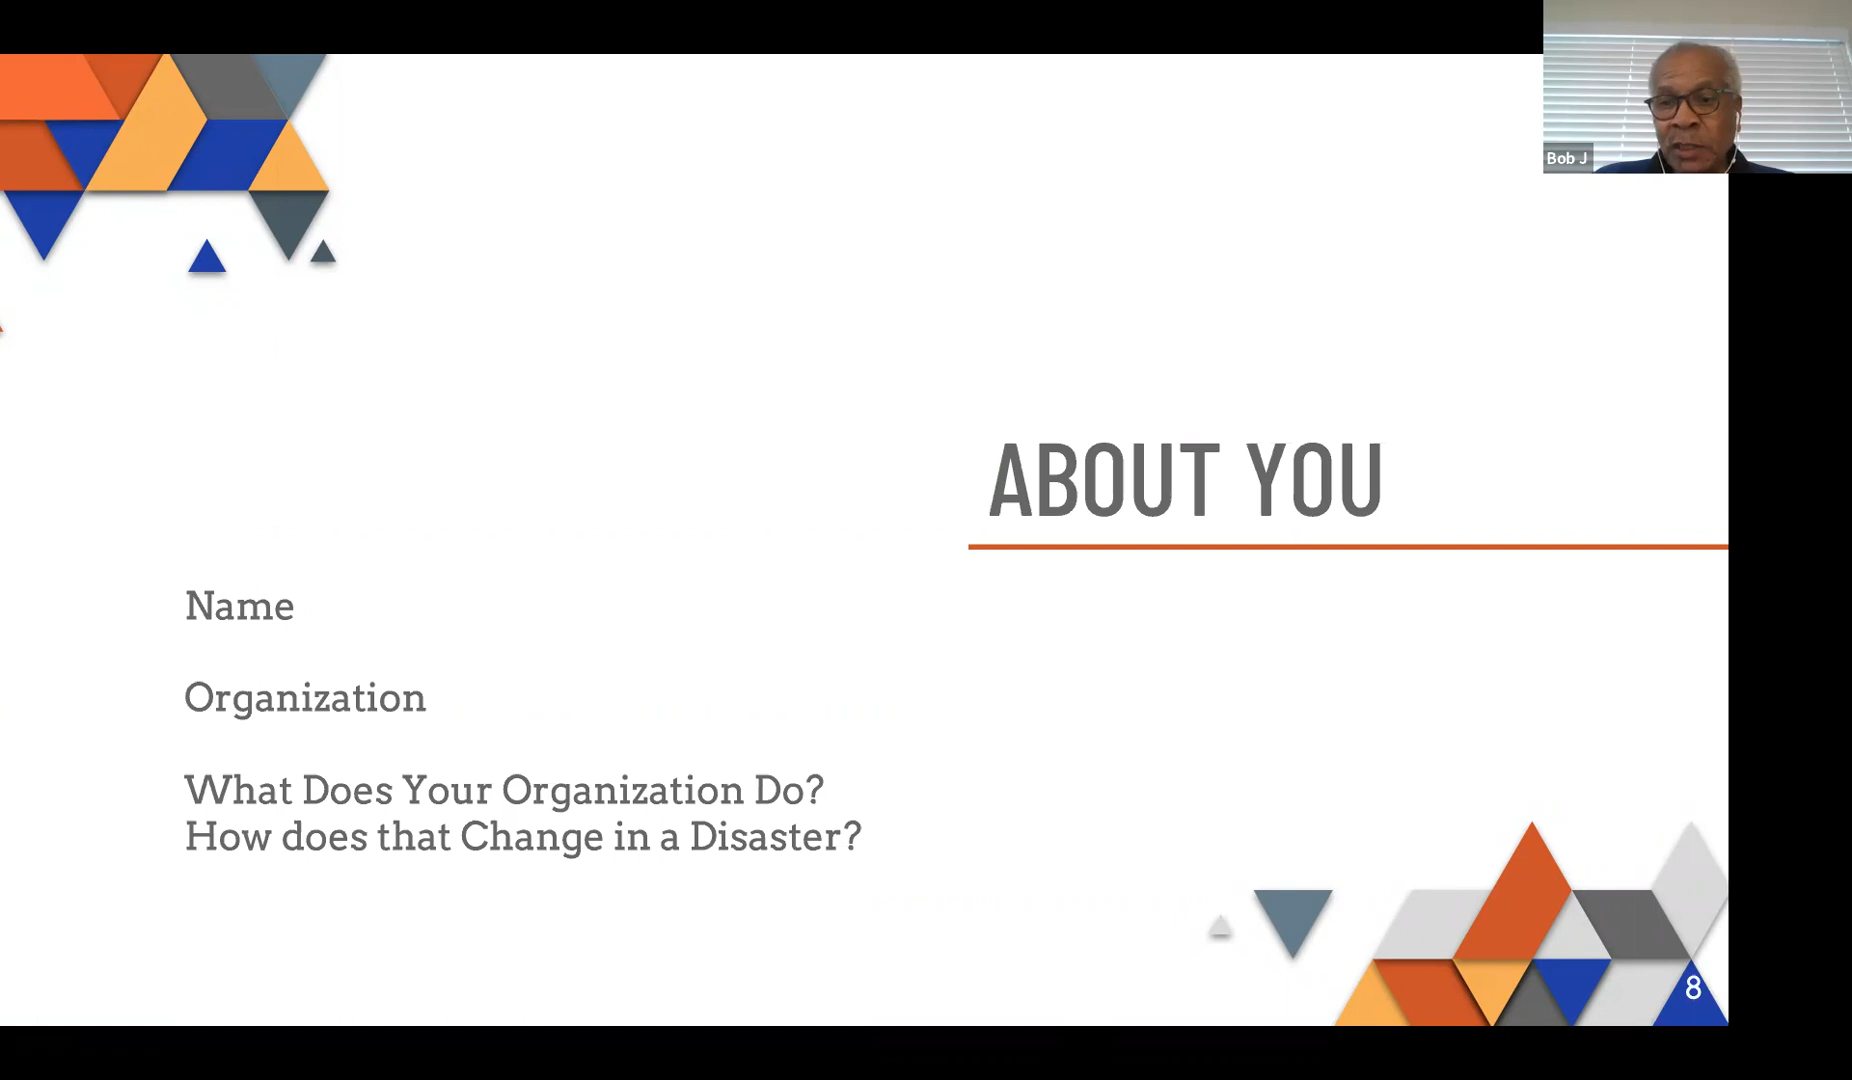 Bob J
ABOUT YOU
Name
Organization
What Does Your Organization Do?
How does that Change in a Disaster?
8